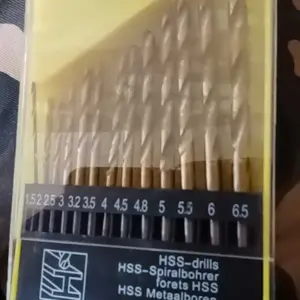 1.5 2 2.5 3 3.2 3.5 4 4.5 4.8 5 5.5 6 6.5
HSS-drills
HSS-Spiralbohrer
forets HSS
HSS Metaalboren